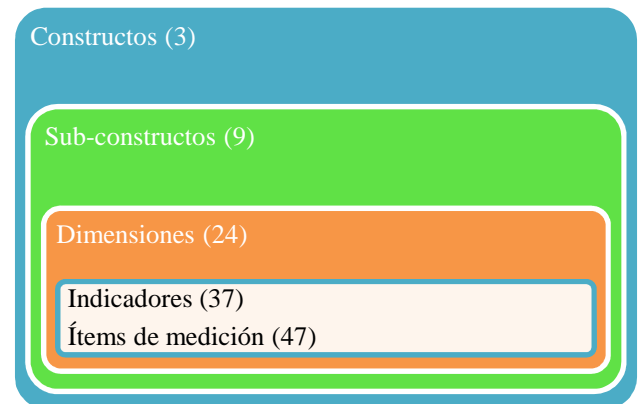 Constructos (3)
Sub-constructos (9)
Dimensiones (24)
Indicadores (37)
Ítems de medición (47)